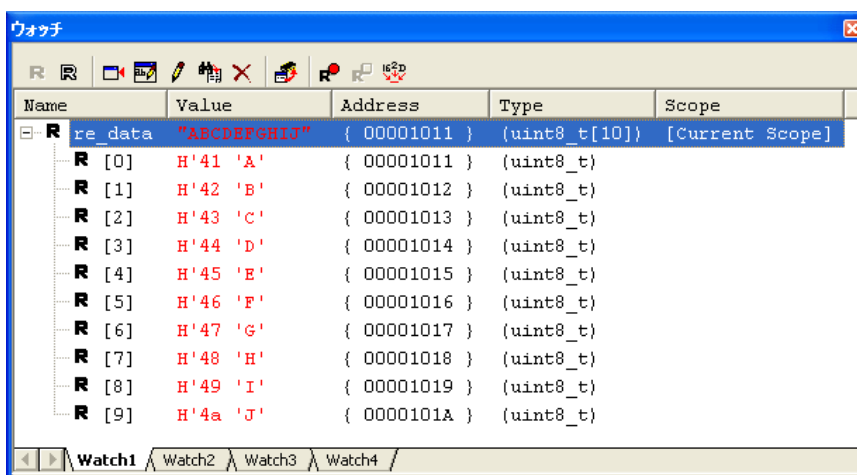 ウォッチ
Name Value Address Type Scope
R re_data "ABCDEFGHIJ" { 00001011 } (uint8_t[10]) [Current Scope]
R [0] H'41 'A' { 00001011 } (uint8_t)
R [1] H'42 'B' { 00001012 } (uint8_t)
R [2] H'43 'C' { 00001013 } (uint8_t)
R [3] H'44 'D' { 00001014 } (uint8_t)
R [4] H'45 'E' { 00001015 } (uint8_t)
R [5] H'46 'F' { 00001016 } (uint8_t)
R [6] H'47 'G' { 00001017 } (uint8_t)
R [7] H'48 'H' { 00001018 } (uint8_t)
R [8] H'49 'I' { 00001019 } (uint8_t)
R [9] H'4a 'J' { 0000101A } (uint8_t)
Watch1 Watch2 Watch3 Watch4